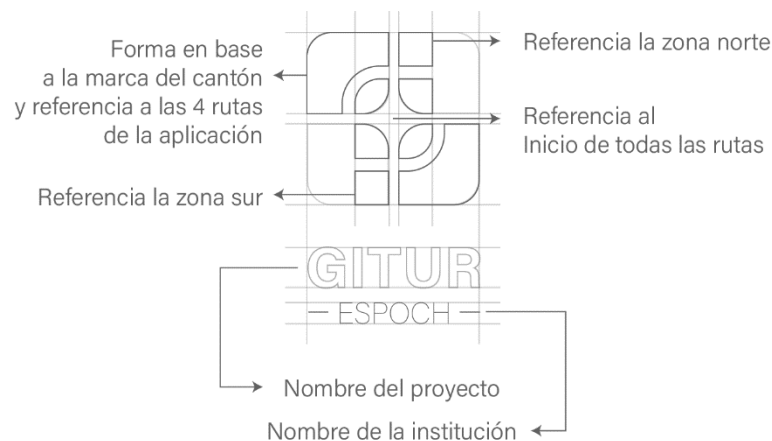 Forma en base
a la marca del cantón
y referencia a las 4 rutas
de la aplicación
Referencia la zona norte
Referencia al
Inicio de todas las rutas
Referencia la zona sur
GITUR
— ESPOCH —
Nombre del proyecto
Nombre de la institución